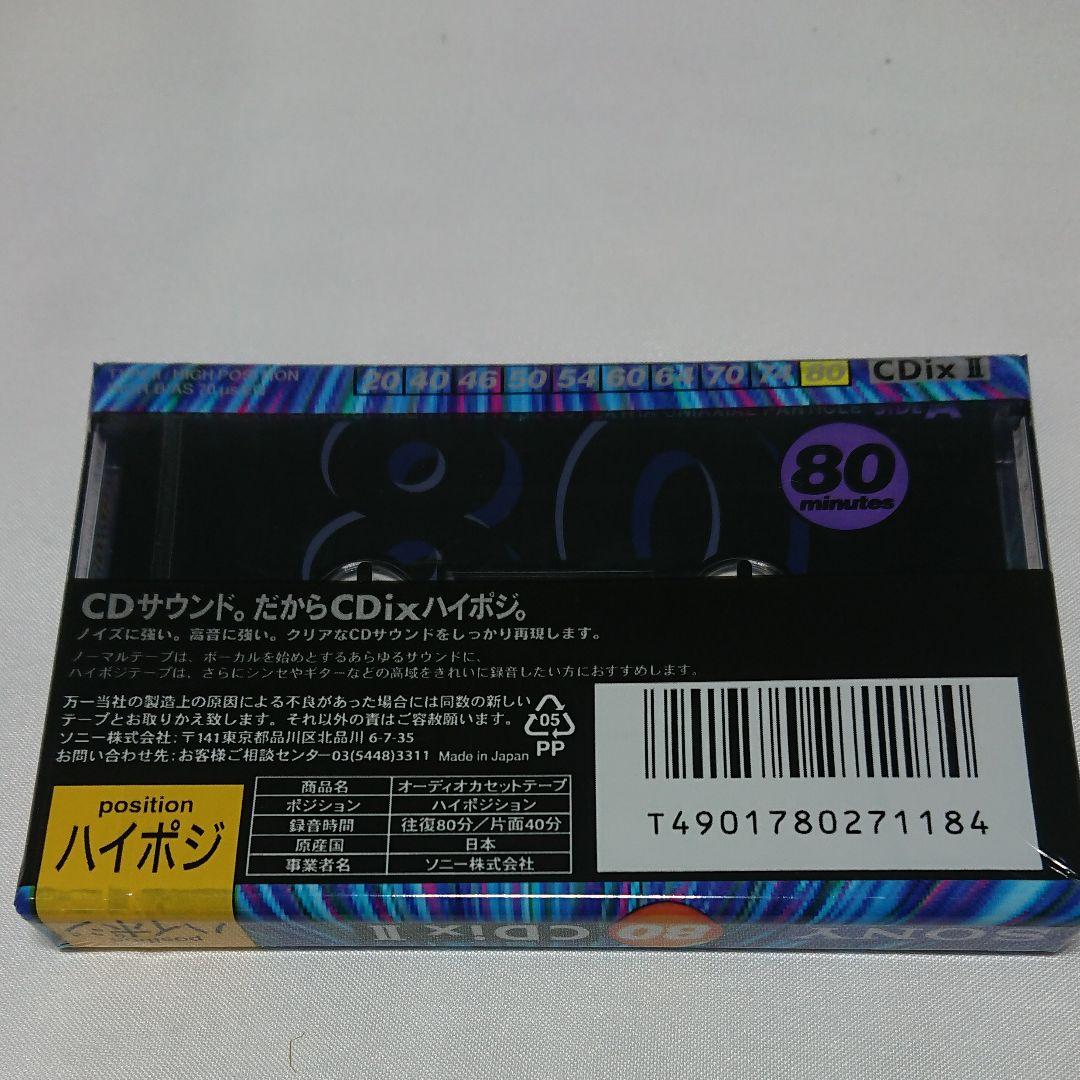 HIGH POSITION
20 40 46 50 54 60 64 70 74 80 CDix II
SIDE A
80
80
minutes
CDサウンド。だからCDixハイポジ。
ノイズに強い。高音に強い。クリアなCDサウンドをしっかり再現します。
ノーマルテープは、ボーカルを始めとするあらゆるサウンドに、
ハイポジテープは、さらにシンセやギターなどの高域をきれいに録音したい方におすすめします。
万一当社の製造上の原因による不良があった場合には同数の新しい
テープとお取りかえ致します。それ以外の責はご容赦願います。
ソニー株式会社:〒141東京都品川区北品川 6-7-35
お問い合わせ先:お客様ご相談センター03(5448)3311 Made in Japan
05
PP
position
ハイポジ
商品名 オーディオカセットテープ
ポジション ハイポジション
録音時間 往復80分/片面40分
原産国 日本
事業者名 ソニー株式会社
T4901780271184
SONY
80 CDix II
position
ハイポジ